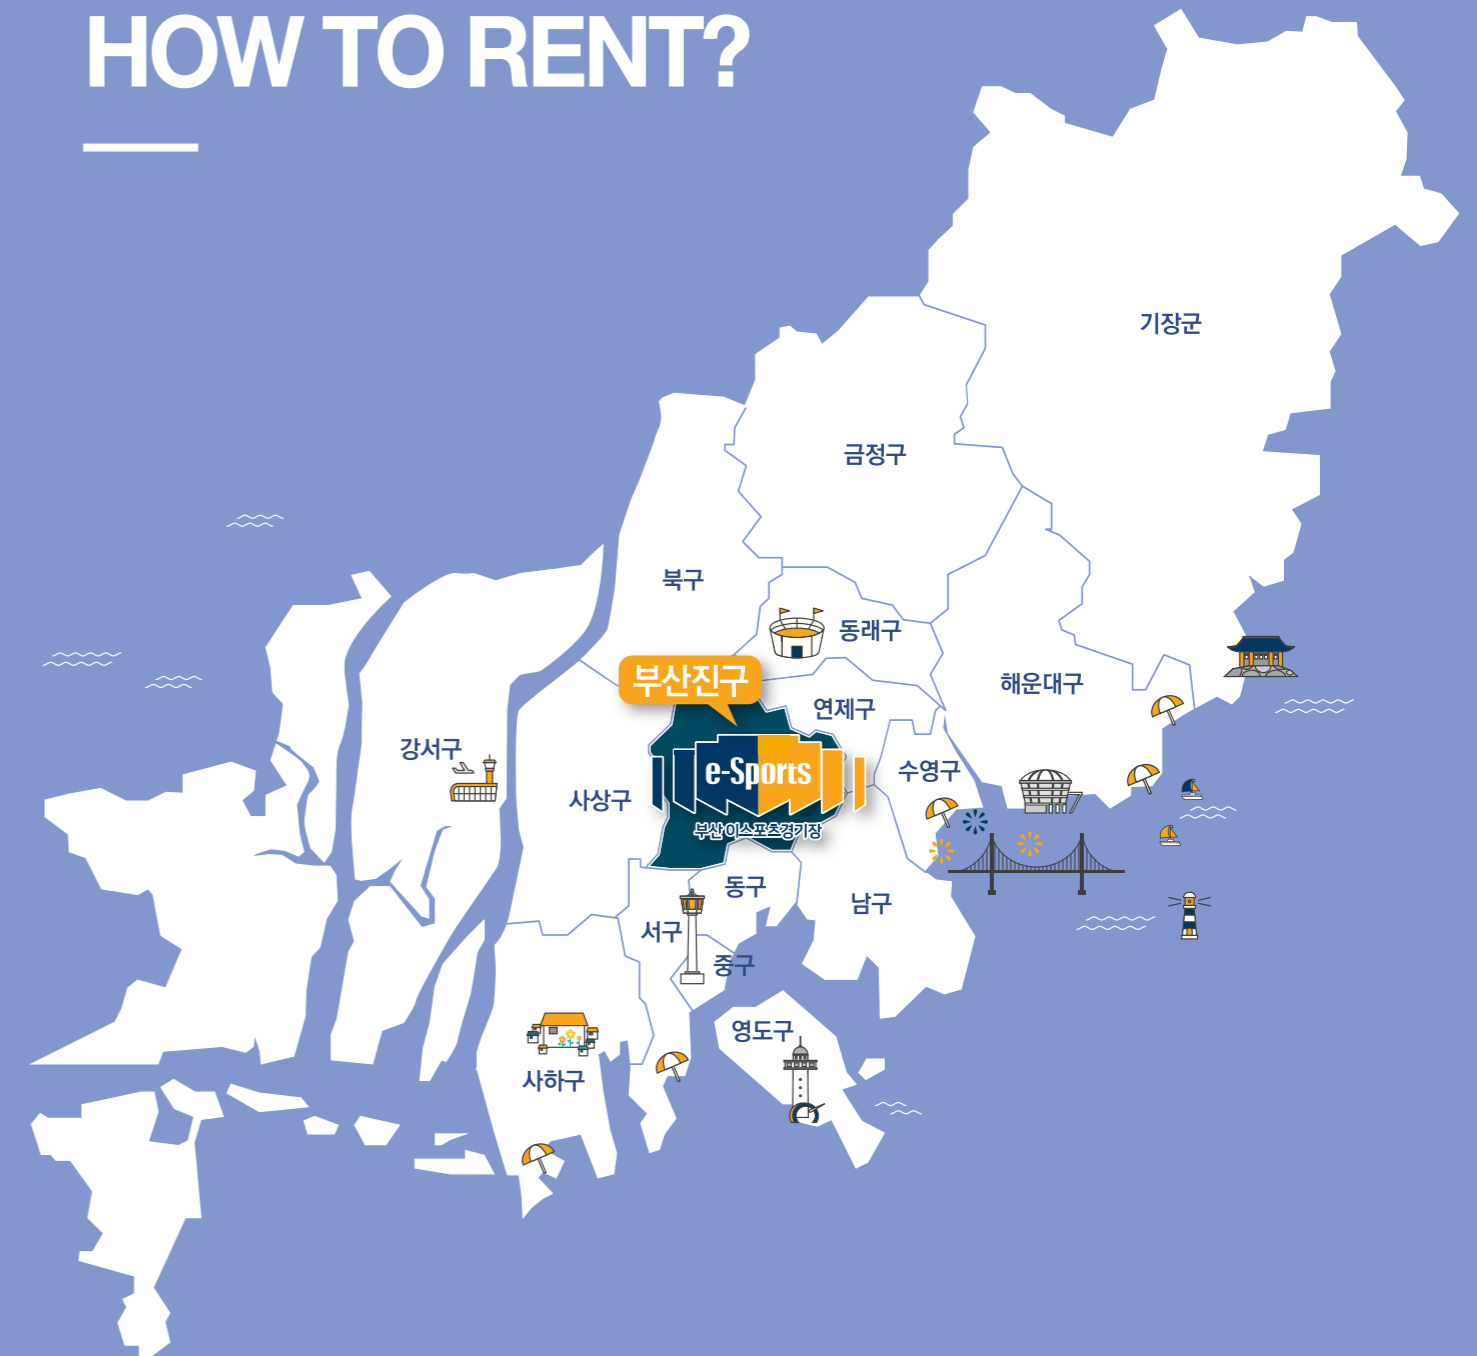 HOW TO RENT?
기장군
금정구
북구
동래구
부산진구
해운대구
연제구
강서구
수영구
e-Sports
사상구
부산이스포츠경기장
동구
남구
서구
중구
영도구
사하구